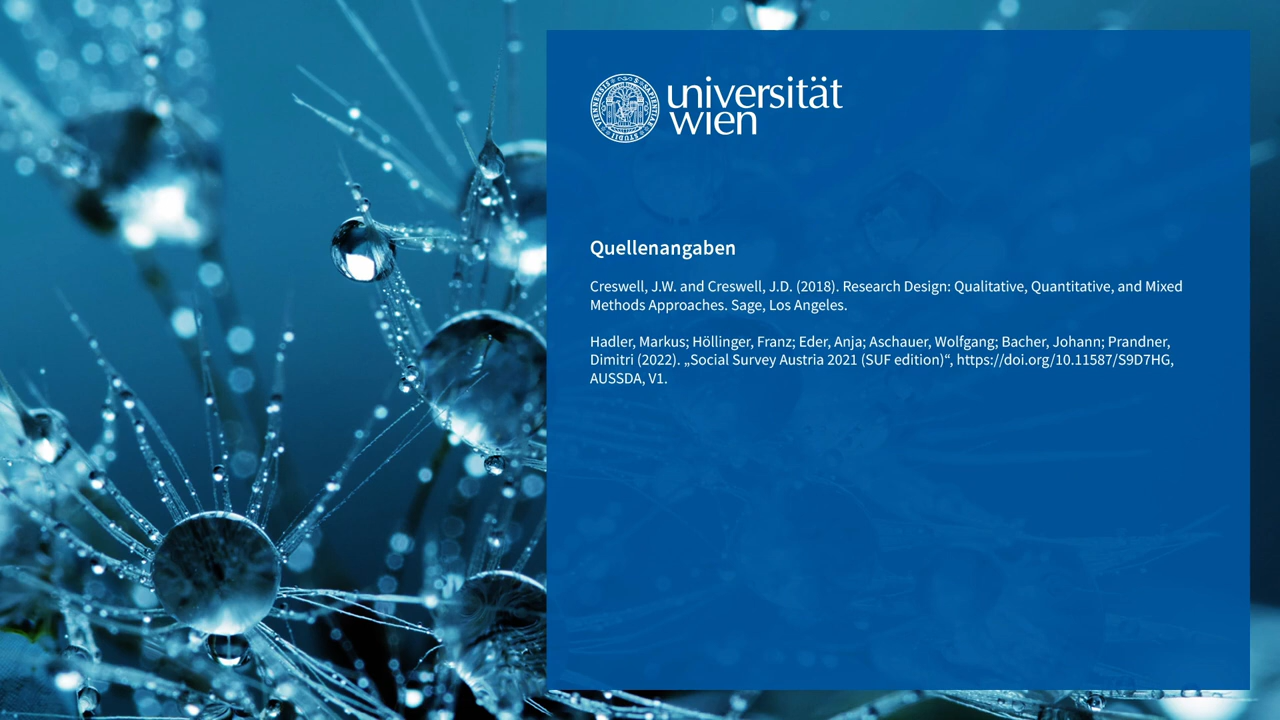 universität
wien
Quellenangaben
Creswell, J.W. and Creswell, J.D. (2018). Research Design: Qualitative, Quantitative, and Mixed
Methods Approaches. Sage, Los Angeles.
Hadler, Markus; Höllinger, Franz; Eder, Anja; Aschauer, Wolfgang; Bacher, Johann; Prandner,
Dimitri (2022). „Social Survey Austria 2021 (SUF edition)“, https://doi.org/10.11587/S9D7HG,
AUSSDA, V1.